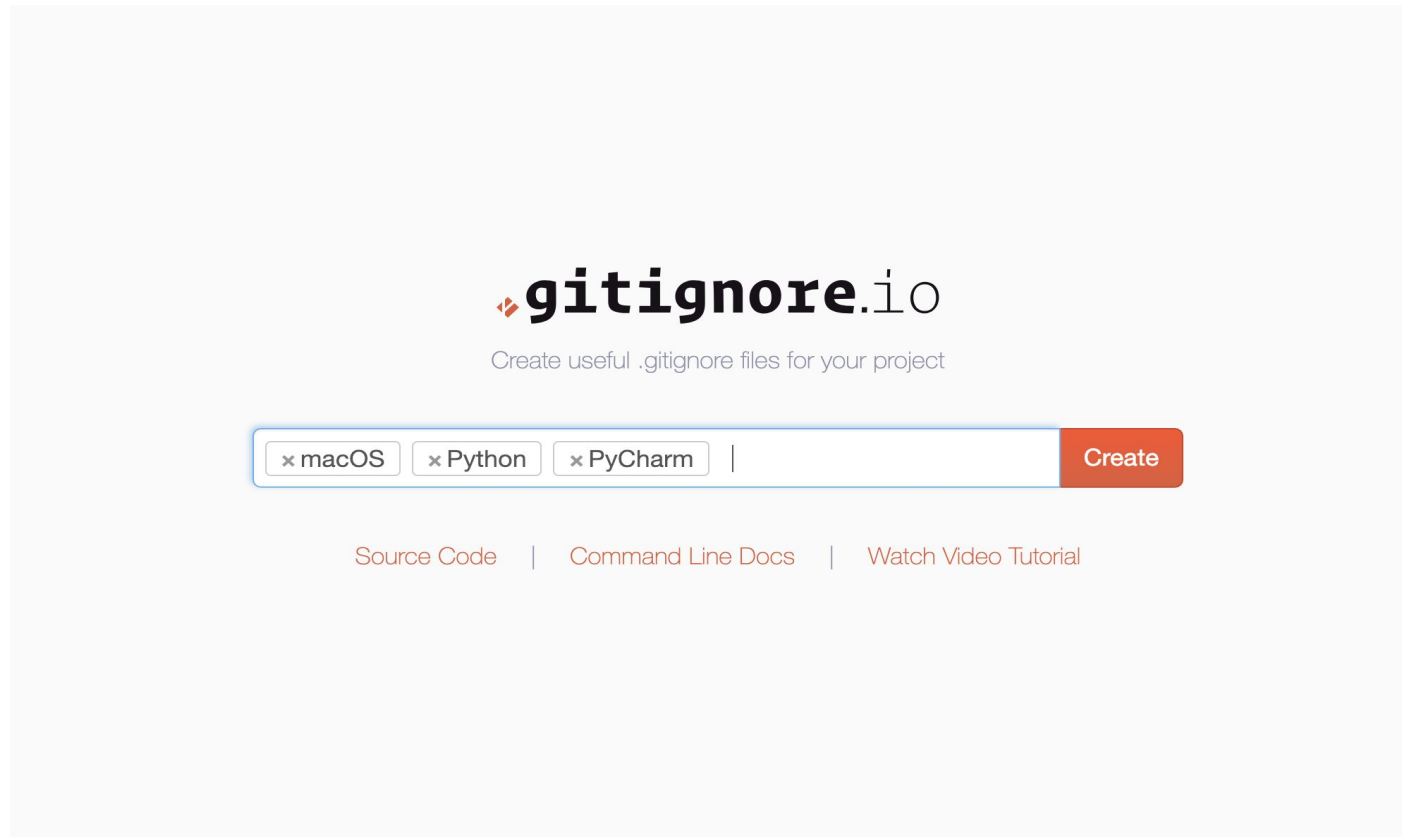 .gitignore.io
Create useful .gitignore files for your project
× macOS × Python × PyCharm Create
Source Code | Command Line Docs | Watch Video Tutorial